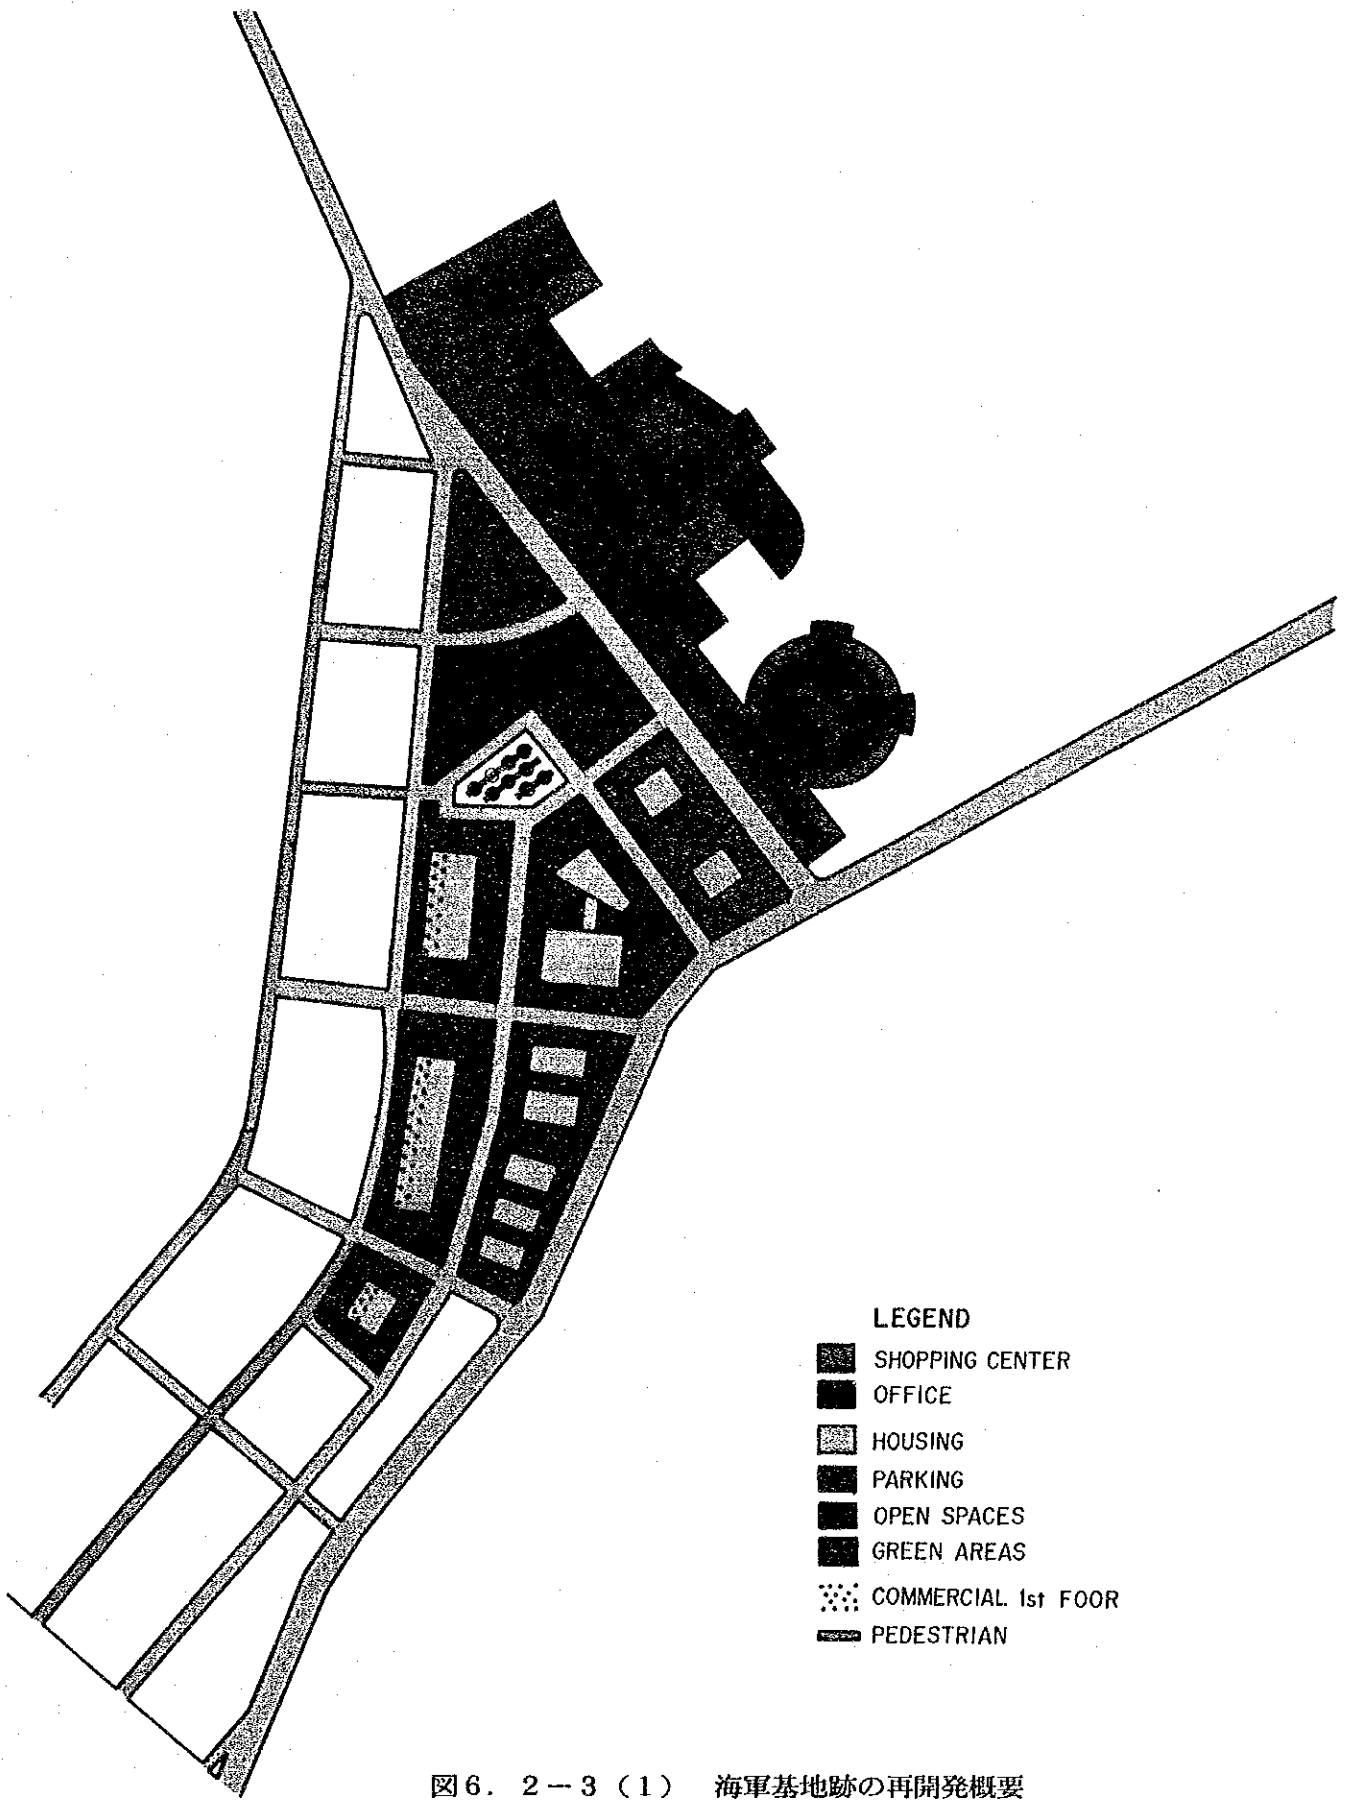 LEGEND
SHOPPING CENTER
OFFICE
HOUSING
PARKING
OPEN SPACES
GREEN AREAS
COMMERCIAL 1st FOOR
PEDESTRIAN
図6. 2－3（1） 海軍基地跡の再開発概要